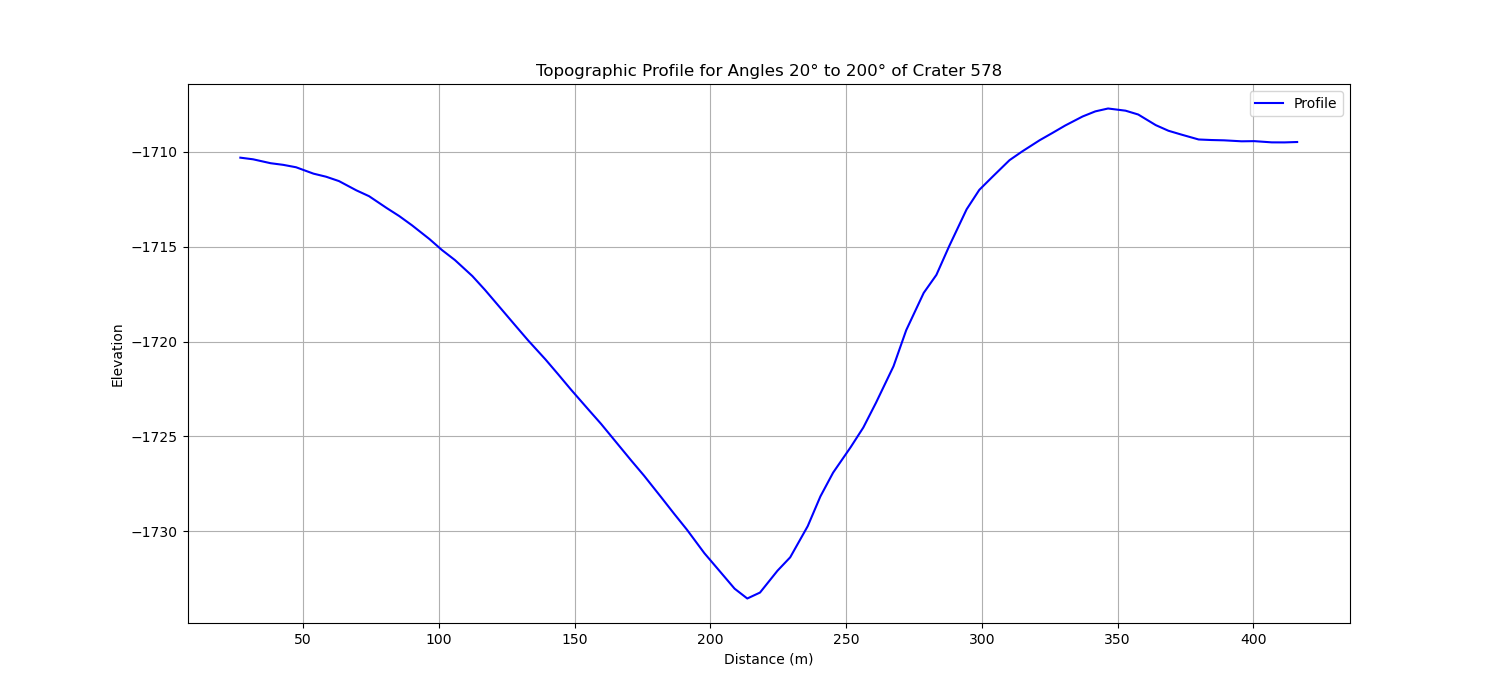 Topographic Profile for Angles 20° to 200° of Crater 578
Profile
−1710
−1715
−1720
−1725
−1730
Elevation
50 100 150 200 250 300 350 400
Distance (m)